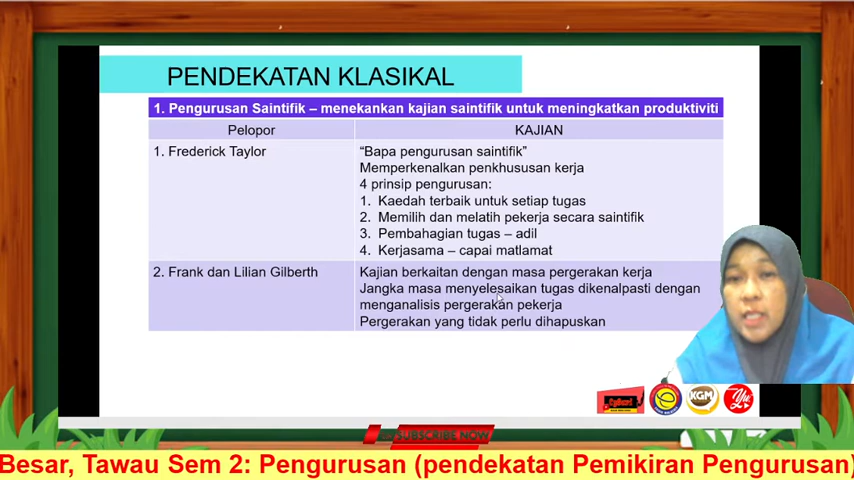 PENDEKATAN KLASIKAL
1. Pengurusan Saintifik – menekankan kajian saintifik untuk meningkatkan produktiviti
Pelopor
KAJIAN
1. Frederick Taylor
“Bapa pengurusan saintifik”
Memperkenalkan penkhususan kerja
4 prinsip pengurusan:
1. Kaedah terbaik untuk setiap tugas
2. Memilih dan melatih pekerja secara saintifik
3. Pembahagian tugas – adil
4. Kerjasama – capai matlamat
2. Frank dan Lilian Gilberth
Kajian berkaitan dengan masa pergerakan kerja
Jangka masa menyelesaikan tugas dikenalpasti dengan
menganalisis pergerakan pekerja
Pergerakan yang tidak perlu dihapuskan
KGM
SUBSCRIBE NOW
Besar, Tawau Sem 2: Pengurusan (pendekatan Pemikiran Pengurusan)